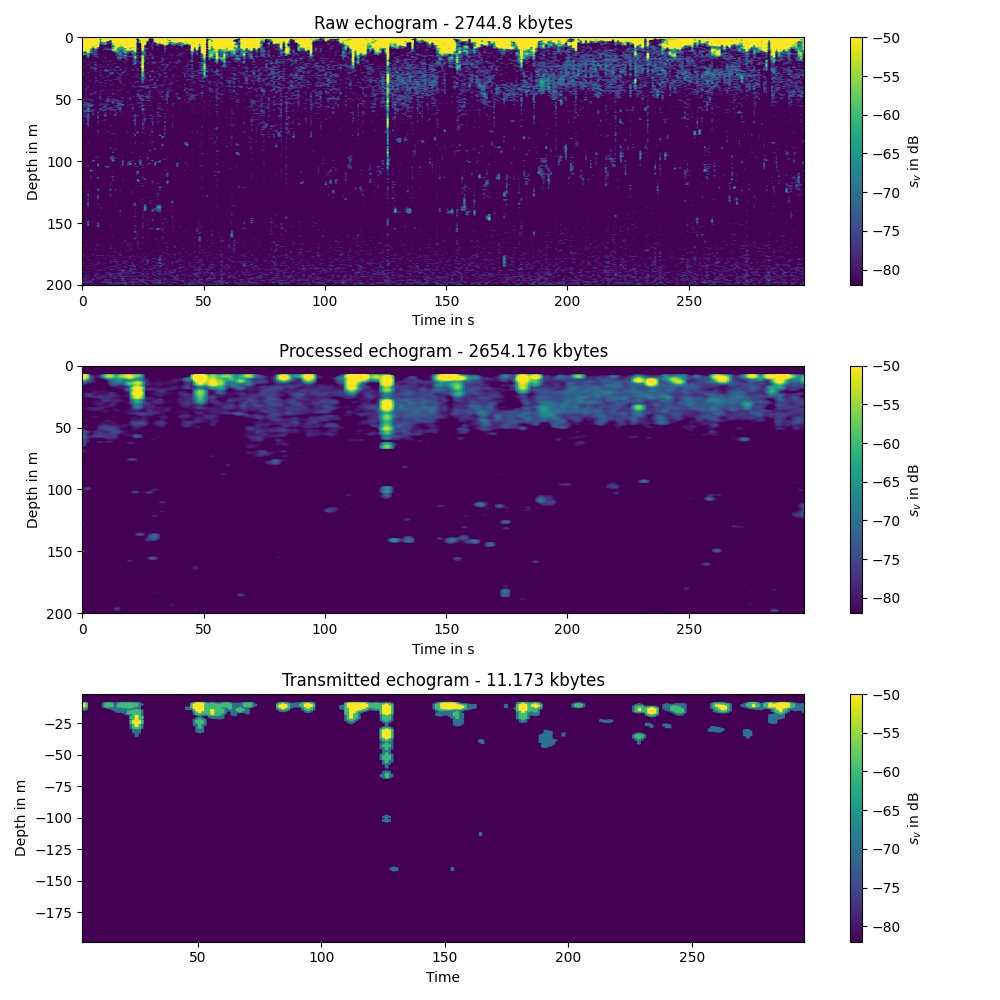 Raw echogram - 2744.8 kbytes
0
50
100
150
200
Depth in m
0 50 100 150 200 250
Time in s
−50
−55
−60
−65
−70
−75
−80
sv in dB
Processed echogram - 2654.176 kbytes
0
50
100
150
200
Depth in m
0 50 100 150 200 250
Time in s
−50
−55
−60
−65
−70
−75
−80
sv in dB
Transmitted echogram - 11.173 kbytes
−25
−50
−75
−100
−125
−150
−175
Depth in m
50 100 150 200 250
Time
−50
−55
−60
−65
−70
−75
−80
sv in dB